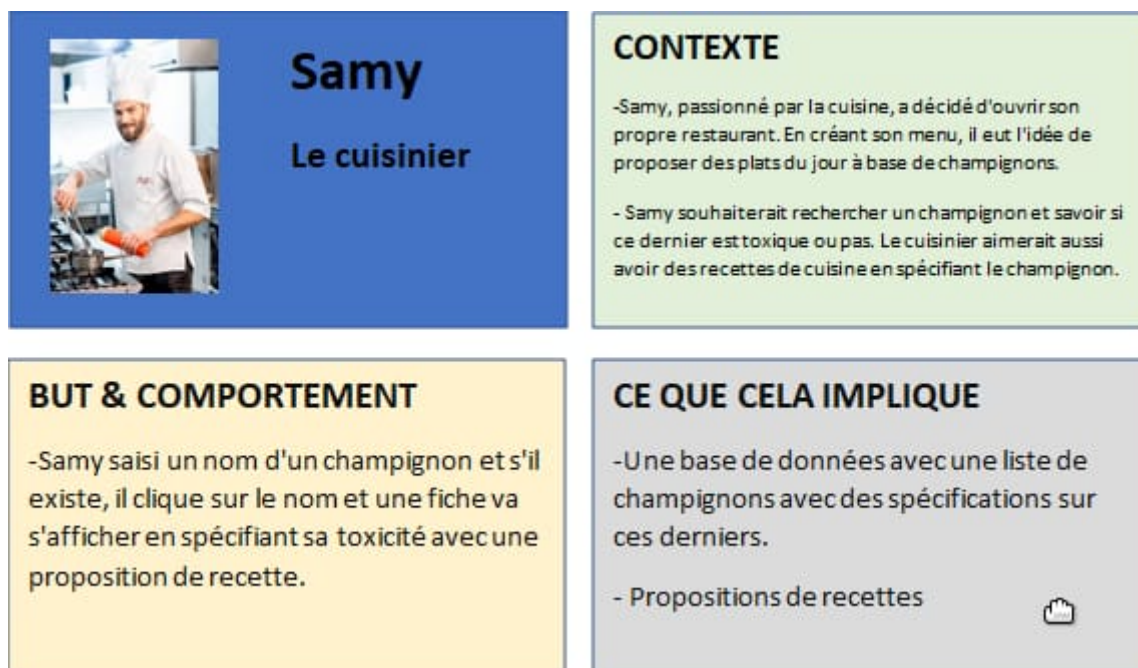 Samy
Le cuisinier
CONTEXTE
-Samy, passionné par la cuisine, a décidé d'ouvrir son
propre restaurant. En créant son menu, il eut l'idée de
proposer des plats du jour à base de champignons.
- Samy souhaiterait rechercher un champignon et savoir si
ce dernier est toxique ou pas. Le cuisinier aimerait aussi
avoir des recettes de cuisine en spécifiant le champignon.
BUT & COMPORTEMENT
-Samy saisi un nom d'un champignon et s'il
existe, il clique sur le nom et une fiche va
s'afficher en spécifiant sa toxicité avec une
proposition de recette.
CE QUE CELA IMPLIQUE
-Une base de données avec une liste de
champignons avec des spécifications sur
ces derniers.
- Propositions de recettes